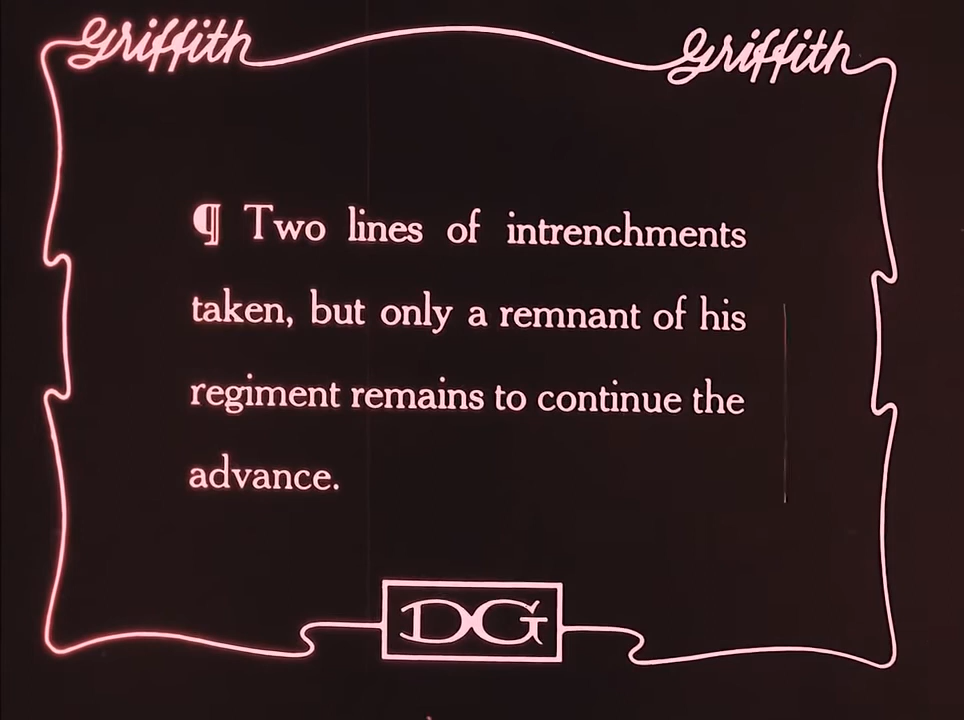 Griffith Griffith
¶ Two lines of intrenchments
taken, but only a remnant of his
regiment remains to continue the
advance.
DG